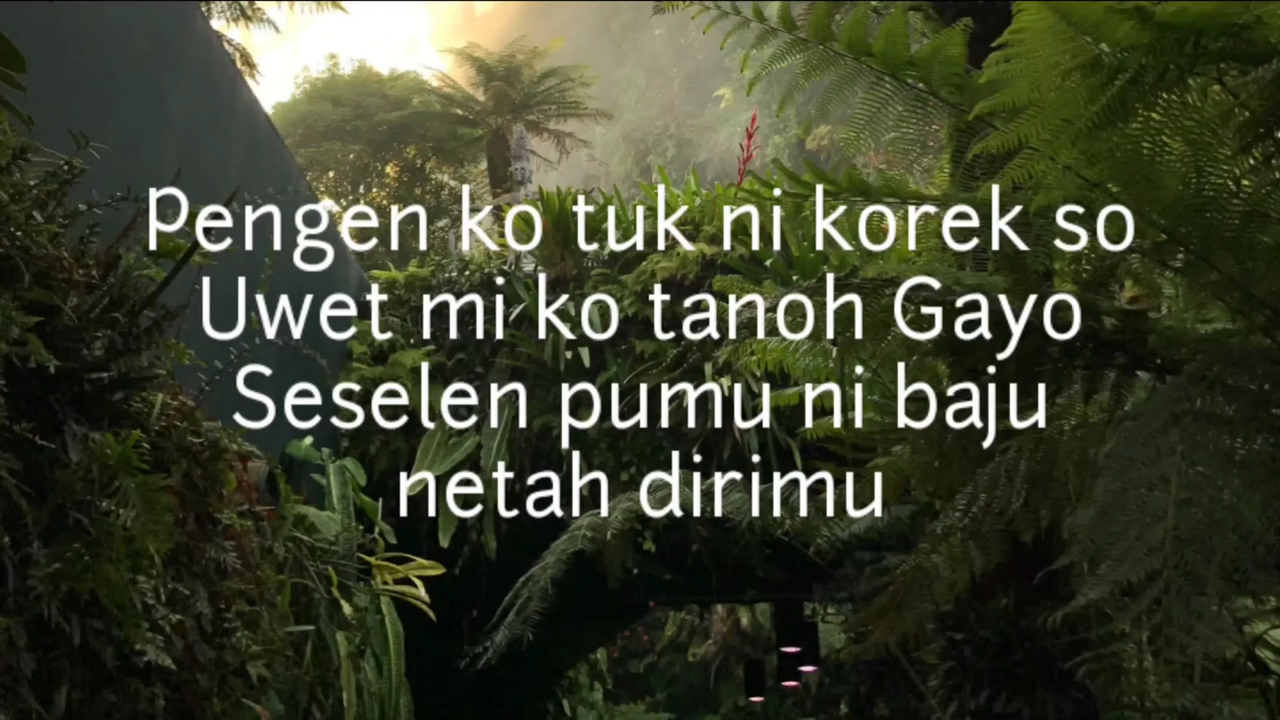 Pengen ko tuk ni korek so
Uwet mi ko tanoh Gayo
Seselen pumu ni baju
netah dirimu